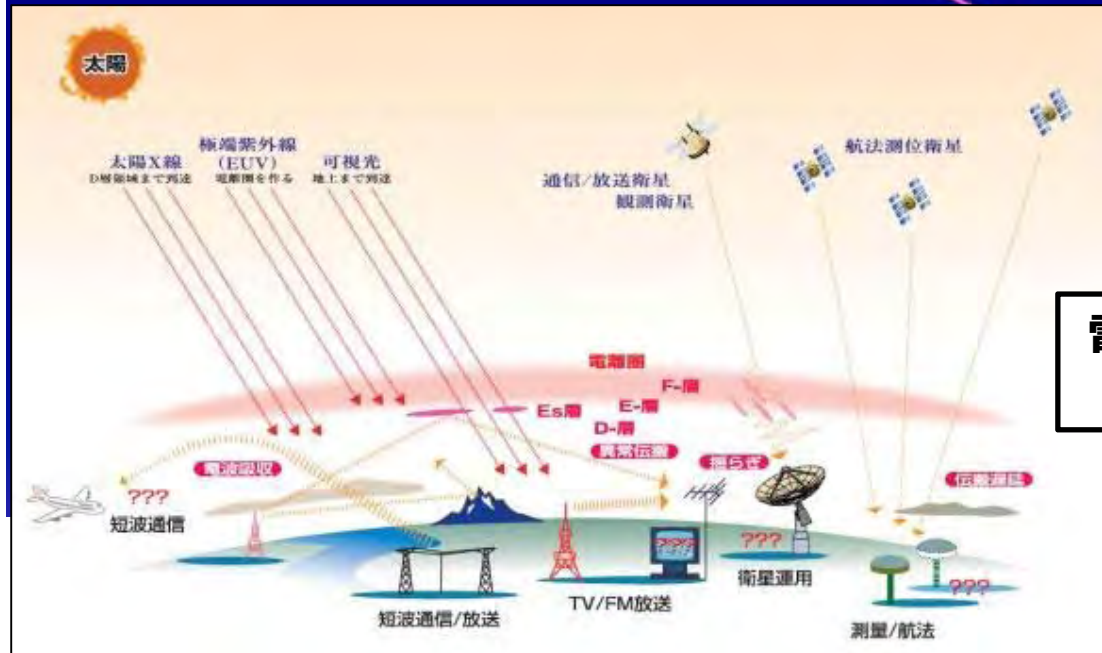 太陽
太陽X線
D層領域まで到達
極端紫外線
(EUV)
電離圏を作る
可視光
地上まで到達
通信/放送衛星
観測衛星
航法測位衛星
電離圏
F-層
Es層
E-層
D-層
異常伝搬
電波吸収
揺らぎ
伝搬遅延
???
短波通信
短波通信/放送
TV/FM放送
???
衛星運用
???
測量/航法